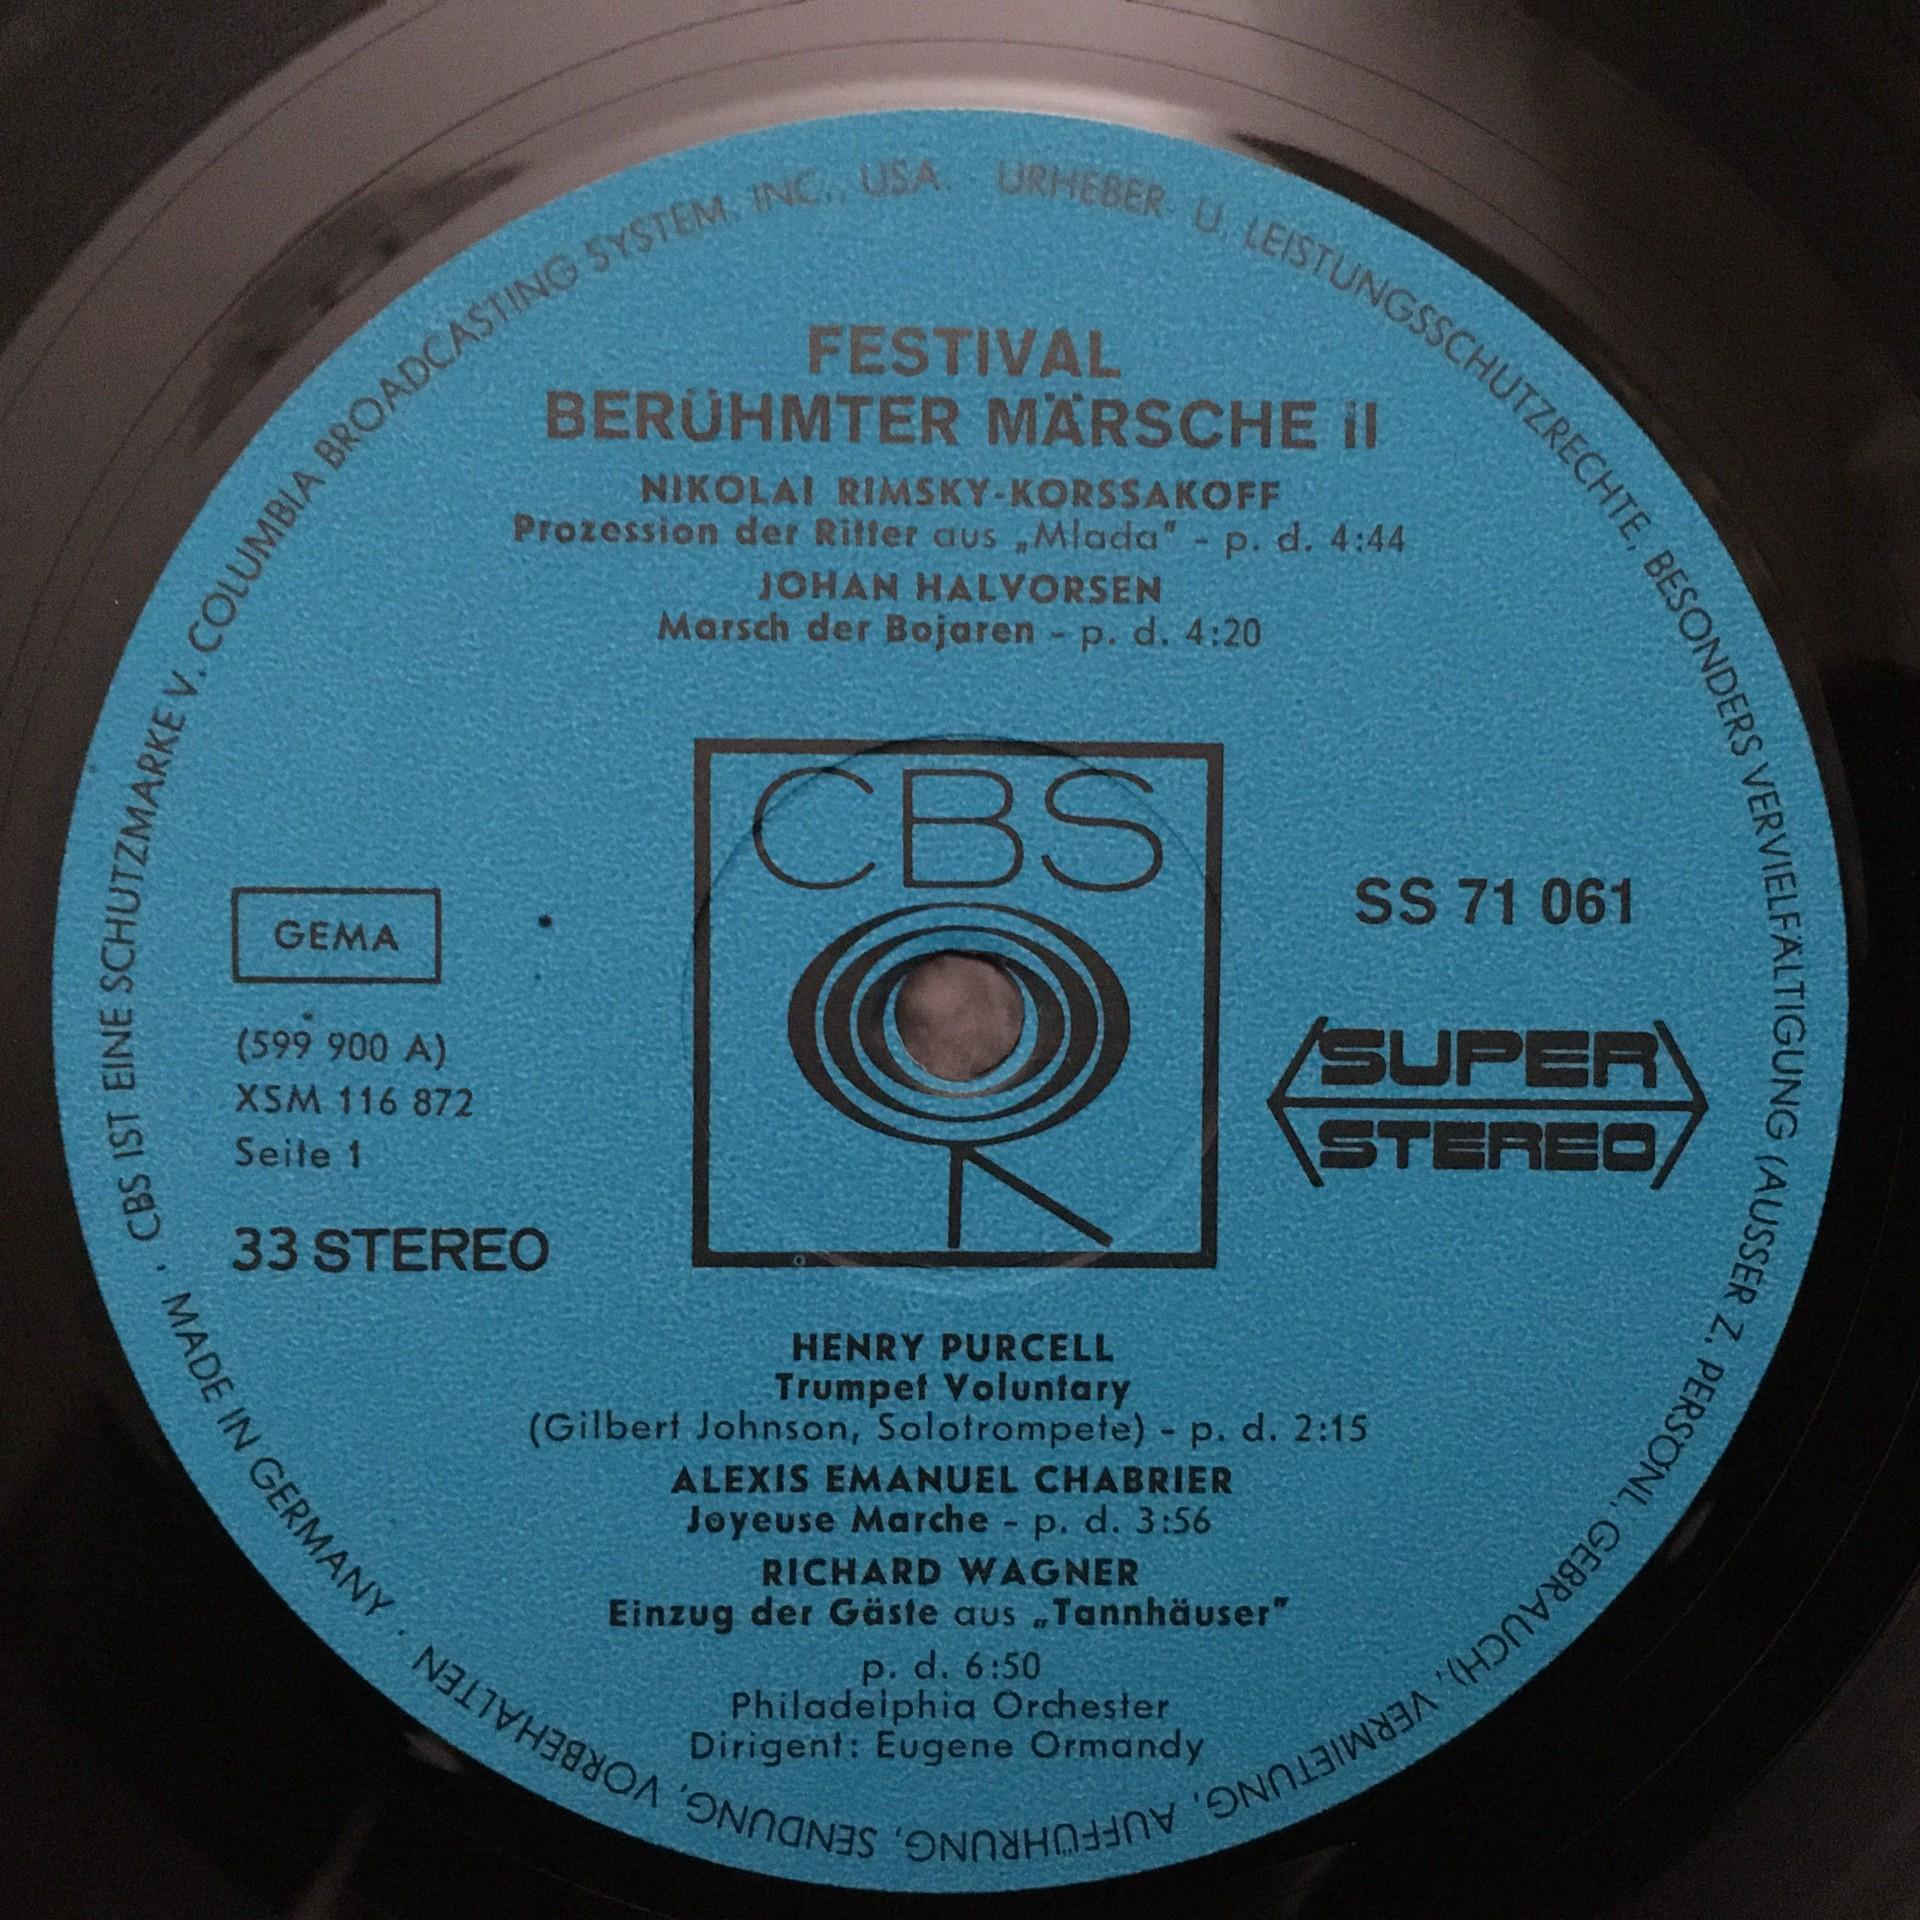 FESTIVAL
BERÜHMTER MÄRSCHE II
NIKOLAI RIMSKY-KORSSAKOFF
Prozession der Ritter aus „Mlada" - p. d. 4:44
JOHAN HALVORSEN
Marsch der Bojaren - p. d. 4:20
CBS
GEMA
(599 900 A)
XSM 116 872
Seite 1
33 STEREO
SS 71 061
SUPER
STEREO
HENRY PURCELL
Trumpet Voluntary
(Gilbert Johnson, Solotrompete) - p. d. 2:15
ALEXIS EMANUEL CHABRIER
Joyeuse Marche - p. d. 3:56
RICHARD WAGNER
Einzug der Gäste aus „Tannhäuser"
p. d. 6:50
Philadelphia Orchester
Dirigent: Eugene Ormandy
· CBS IST EINE SCHUTZMARKE V. COLUMBIA BROADCASTING SYSTEM, INC., USA. · URHEBER- U. LEISTUNGSSCHUTZRECHTE, BESONDERS VERVIELFÄLTIGUNG (AUSSER Z. PERSÖNL. GEBRAUCH), VERMIETUNG, AUFFÜHRUNG, SENDUNG, VORBEHALTEN ·
MADE IN GERMANY